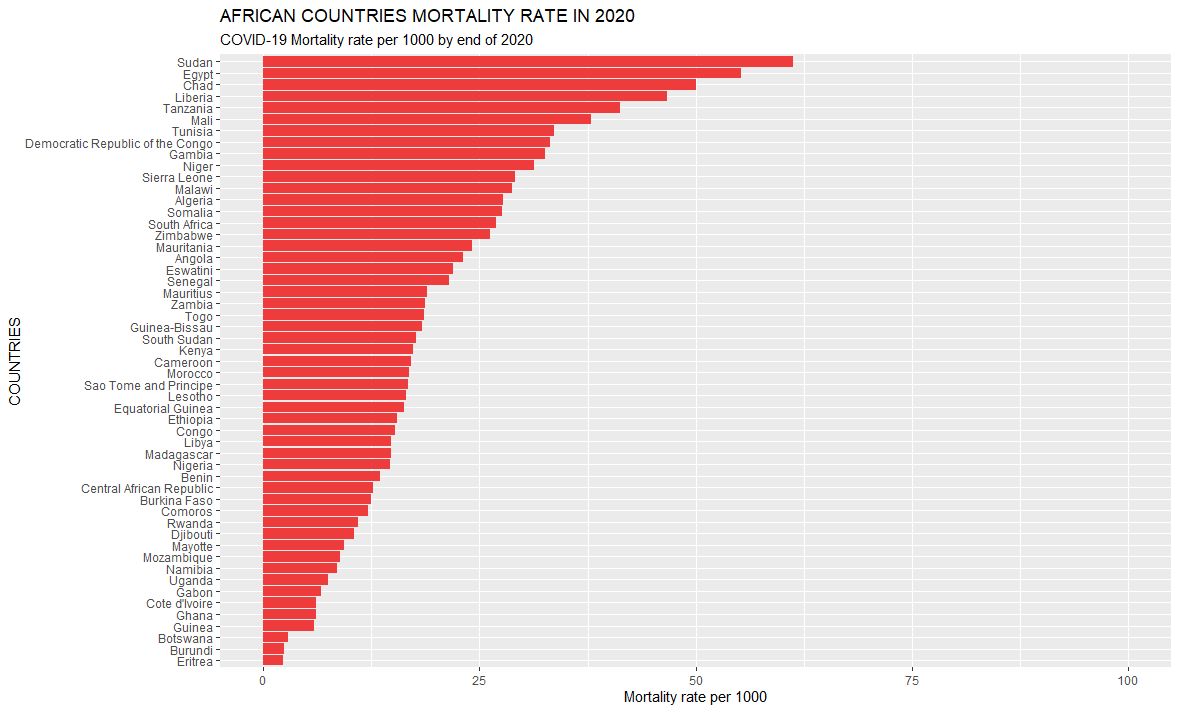 AFRICAN COUNTRIES MORTALITY RATE IN 2020
COVID-19 Mortality rate per 1000 by end of 2020
COUNTRIES
Sudan
Egypt
Chad
Liberia
Tanzania
Mali
Tunisia
Democratic Republic of the Congo
Gambia
Niger
Sierra Leone
Malawi
Algeria
Somalia
South Africa
Zimbabwe
Mauritania
Angola
Eswatini
Senegal
Mauritius
Zambia
Togo
Guinea-Bissau
South Sudan
Kenya
Cameroon
Morocco
Sao Tome and Principe
Lesotho
Equatorial Guinea
Ethiopia
Congo
Libya
Madagascar
Nigeria
Benin
Central African Republic
Burkina Faso
Comoros
Rwanda
Djibouti
Mayotte
Mozambique
Namibia
Uganda
Gabon
Cote d'Ivoire
Ghana
Guinea
Botswana
Burundi
Eritrea
0 25 50 75 100
Mortality rate per 1000